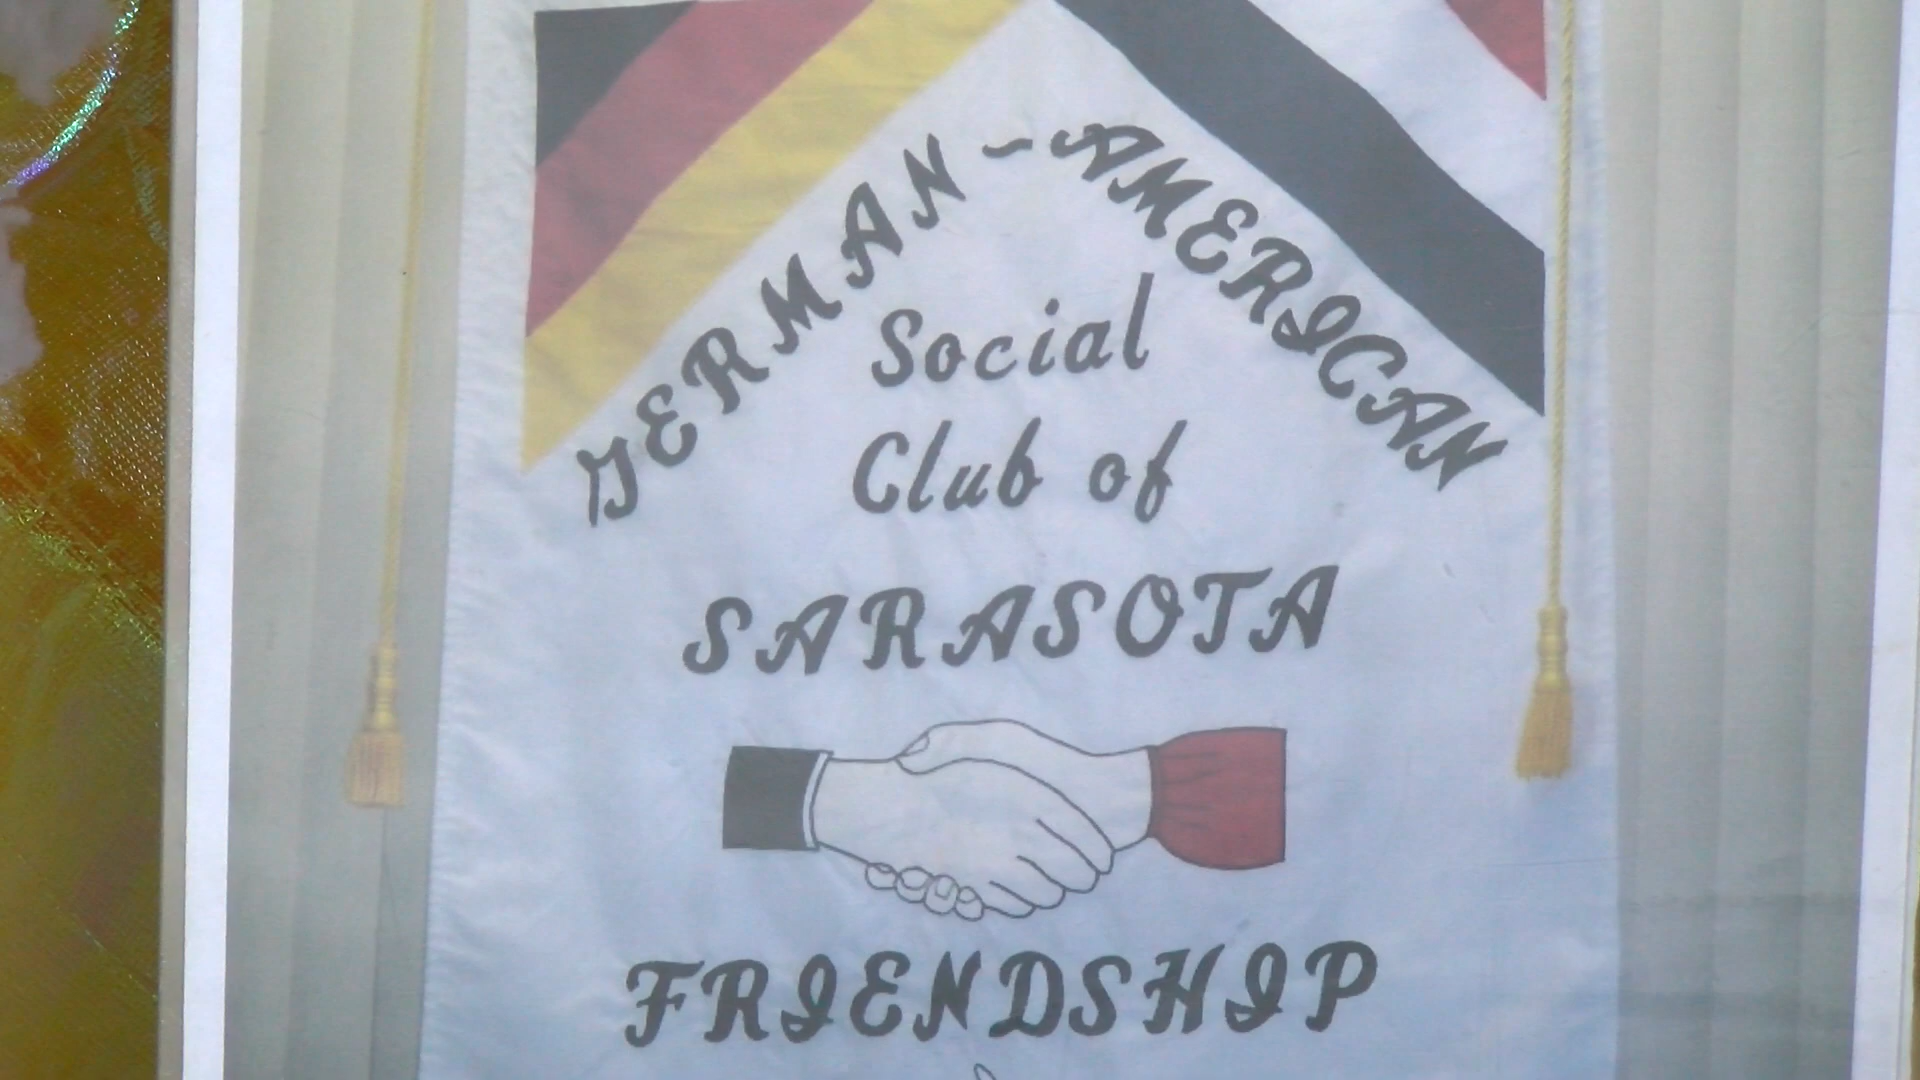 GERMAN - AMERICAN
Social
Club of
SARASOTA
FRIENDSHIP